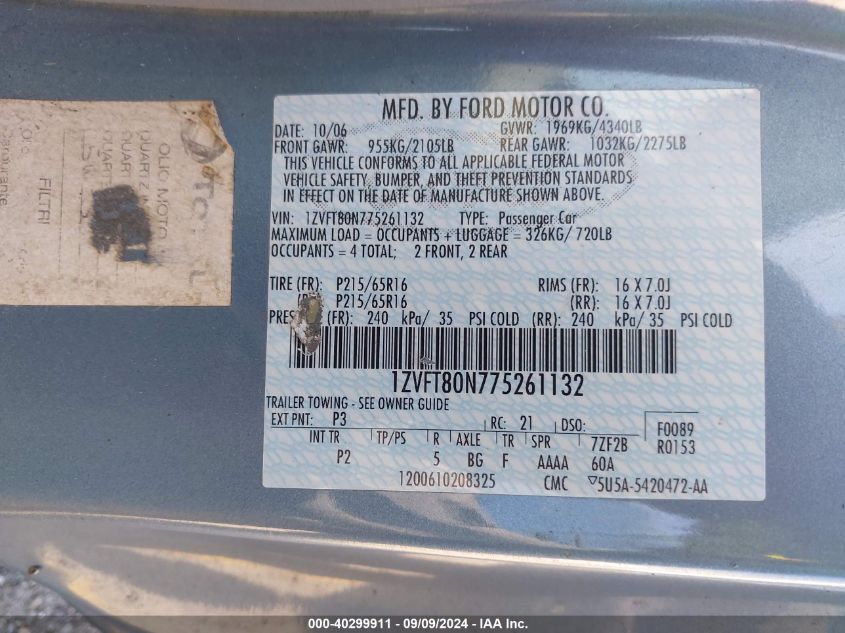 MFD. BY FORD MOTOR CO.
DATE: 10/06 GVWR: 1969KG/4340LB
FRONT GAWR: 955KG/2105LB REAR GAWR: 1032KG/2275LB
THIS VEHICLE CONFORMS TO ALL APPLICABLE FEDERAL MOTOR
VEHICLE SAFETY, BUMPER, AND THEFT PREVENTION STANDARDS
IN EFFECT ON THE DATE OF MANUFACTURE SHOWN ABOVE.
VIN: 1ZVFT80N775261132 TYPE: Passenger Car
MAXIMUM LOAD = OCCUPANTS + LUGGAGE = 326KG/ 720LB
OCCUPANTS = 4 TOTAL; 2 FRONT, 2 REAR
TIRE (FR): P215/65R16 RIMS (FR): 16 X 7.0J
P215/65R16 (RR): 16 X 7.0J
(FR): 240 kPa/ 35 PSI COLD (RR): 240 kPa/ 35 PSI COLD
1ZVFT80N775261132
TRAILER TOWING - SEE OWNER GUIDE
EXT PNT: P3 RC: 21 DSO: F0089
INT TR TP/PS R AXLE TR SPR 7ZF2B R0153
P2 5 BG F AAAA 60A
1200610208325 CMC ▽5U5A-5420472-AA
OLIO MOTO
QUARTZ
QUART
QUART
FILTRI
000-40299911 - 09/09/2024 - IAA Inc.